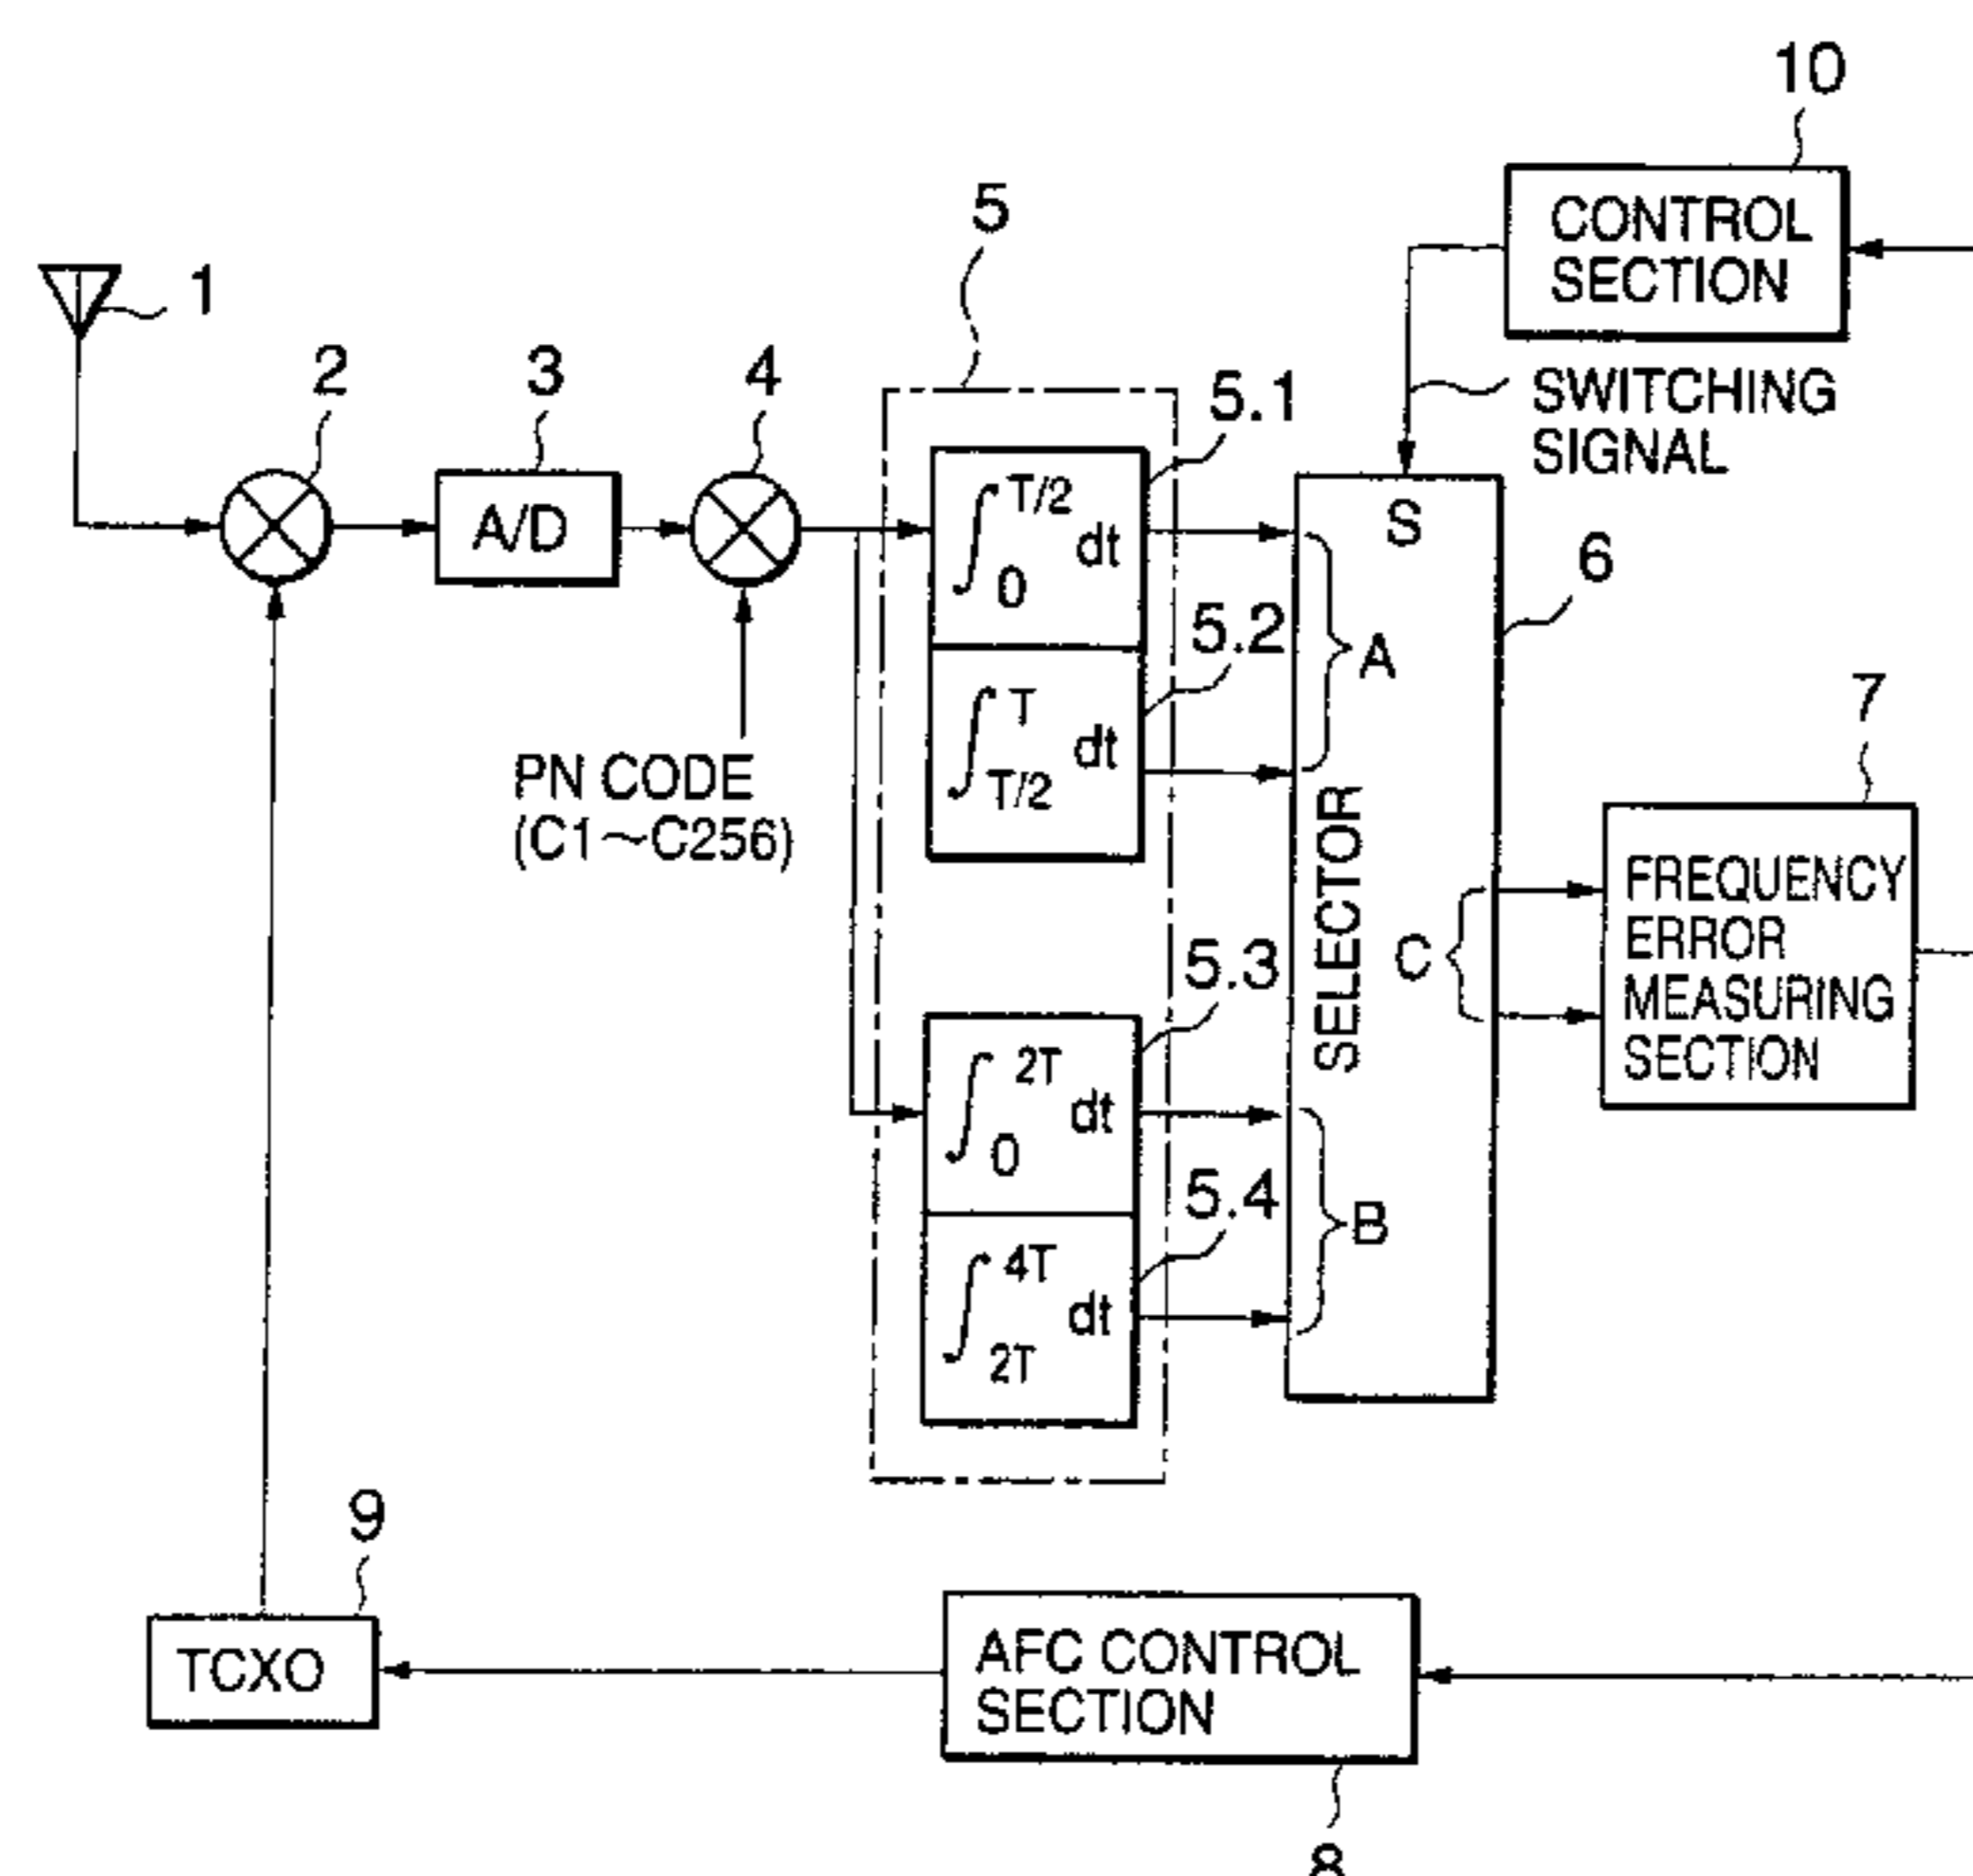 10
CONTROL
SECTION
5
1
2
3
4
5.1
SWITCHING
SIGNAL
A/D
∫ T/2 0 dt
S
6
5.2
A
∫ T T/2 dt
7
PN CODE
(C1~C256)
SELECTOR
FREQUENCY
ERROR
MEASURING
SECTION
C
5.3
∫ 2T 0 dt
5.4
B
∫ 4T 2T dt
9
TCXO
AFC CONTROL
SECTION
8